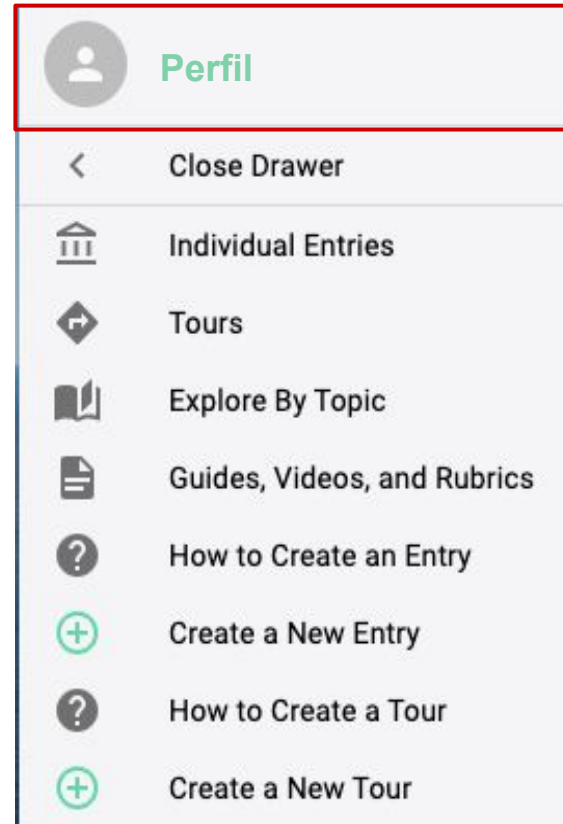 Perfil
Close Drawer
Individual Entries
Tours
Explore By Topic
Guides, Videos, and Rubrics
How to Create an Entry
Create a New Entry
How to Create a Tour
Create a New Tour